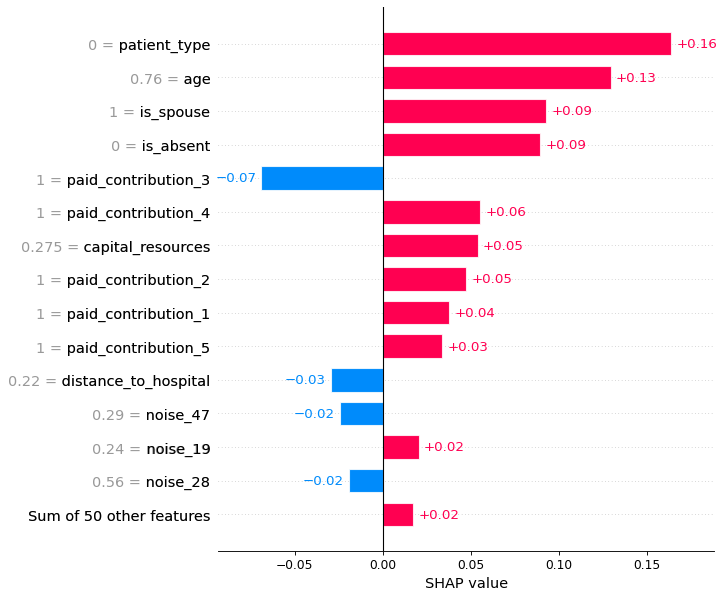 0 = patient_type +0.16
0.76 = age +0.13
1 = is_spouse +0.09
0 = is_absent +0.09
1 = paid_contribution_3 −0.07
1 = paid_contribution_4 +0.06
0.275 = capital_resources +0.05
1 = paid_contribution_2 +0.05
1 = paid_contribution_1 +0.04
1 = paid_contribution_5 +0.03
0.22 = distance_to_hospital −0.03
0.29 = noise_47 −0.02
0.24 = noise_19 +0.02
0.56 = noise_28 −0.02
Sum of 50 other features +0.02
−0.05 0.00 0.05 0.10 0.15
SHAP value